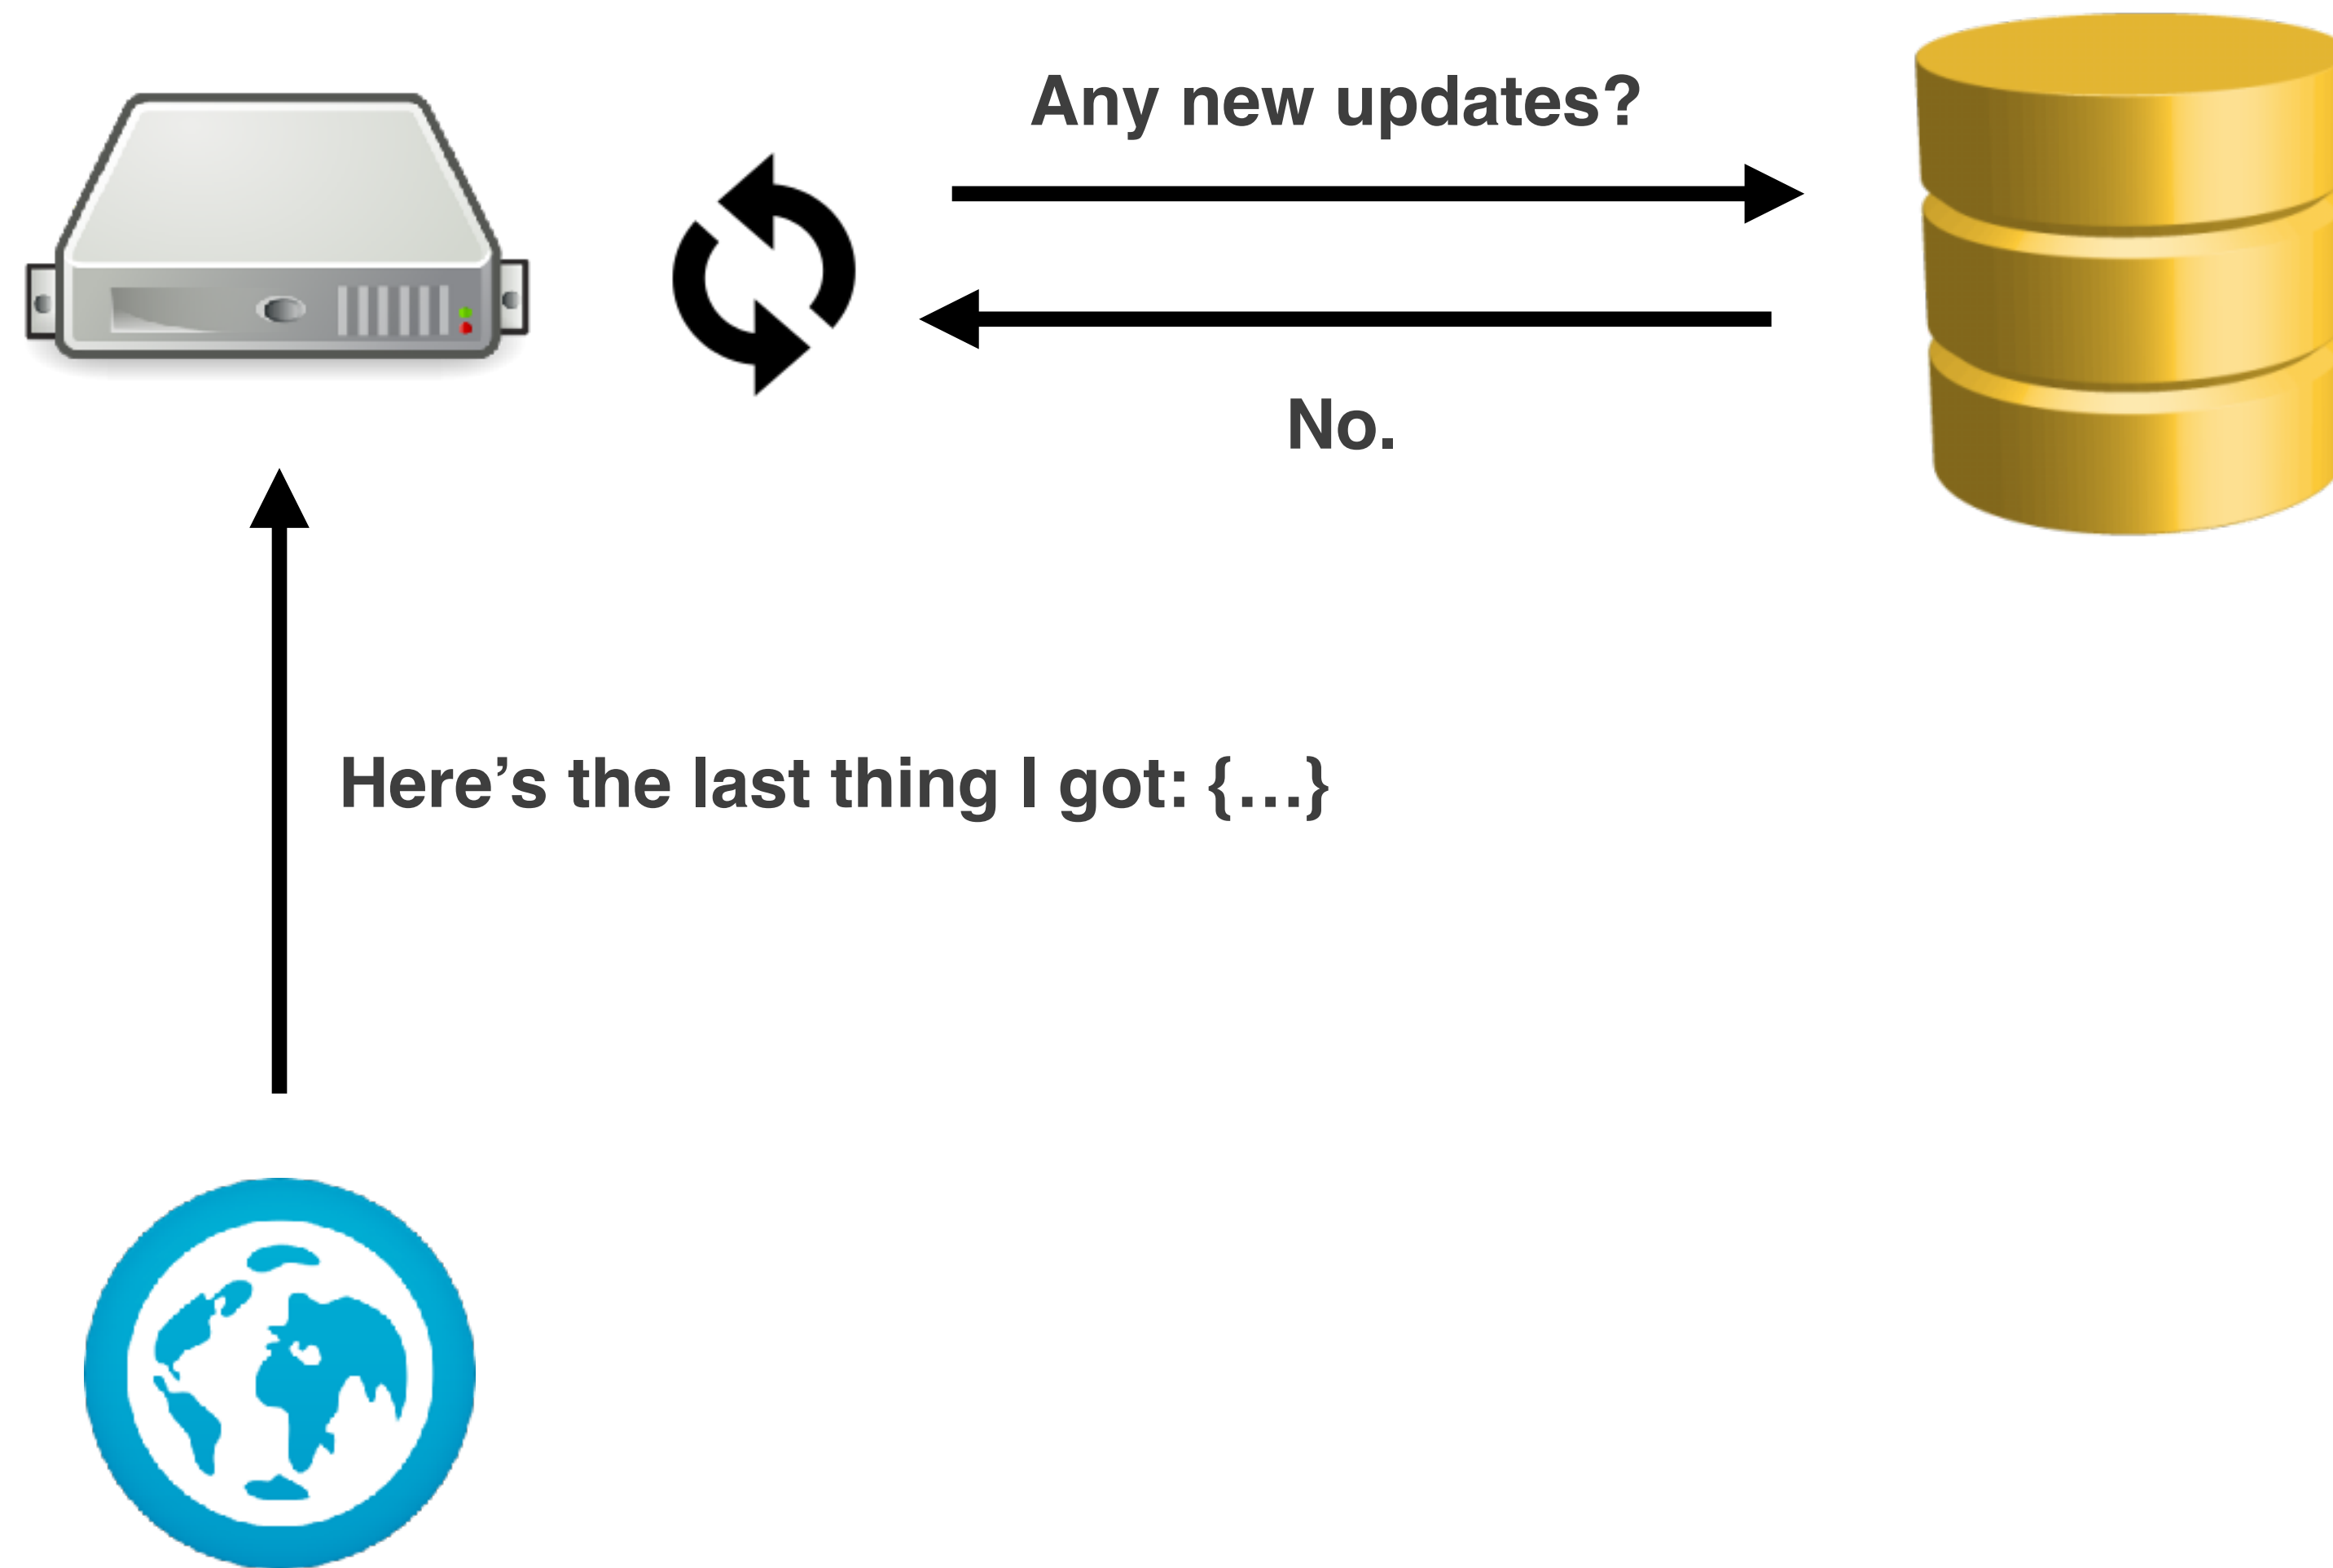 Any new updates?
No.
Here’s the last thing I got: {…}